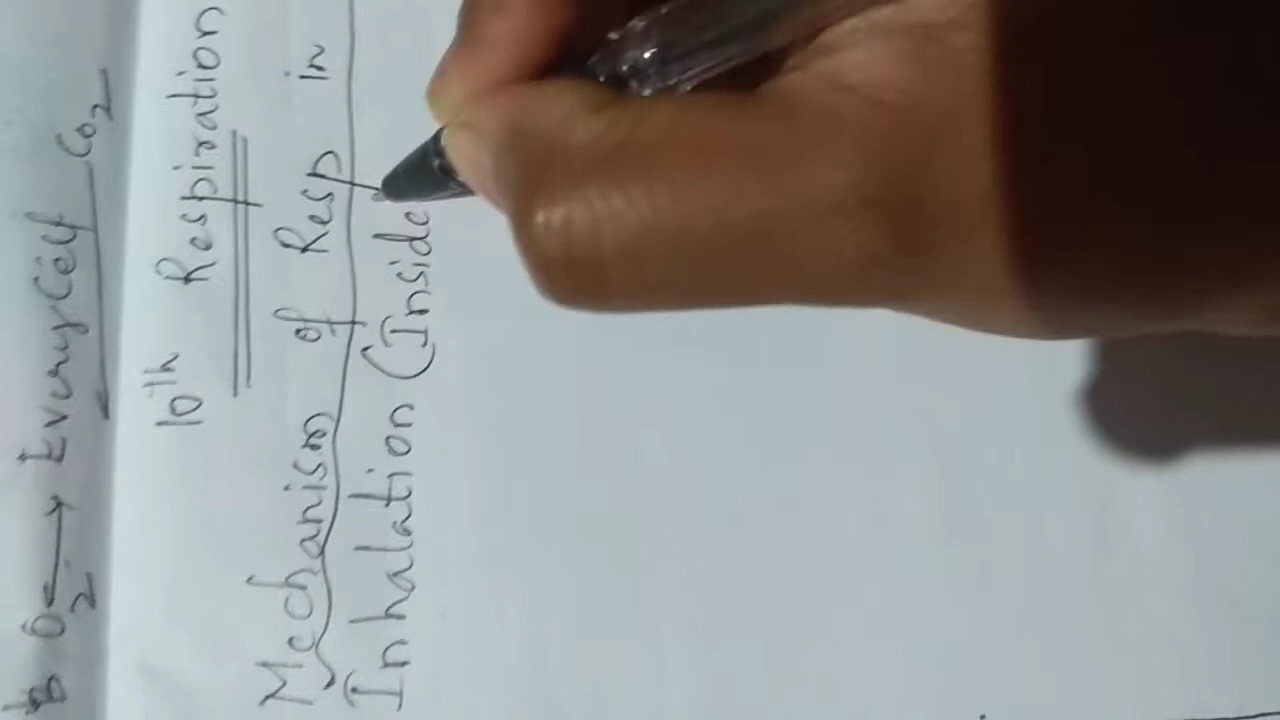 O₂ → Every Cell CO₂
10th Respiration
Mechanism of Resp in
Inhalation (Inside